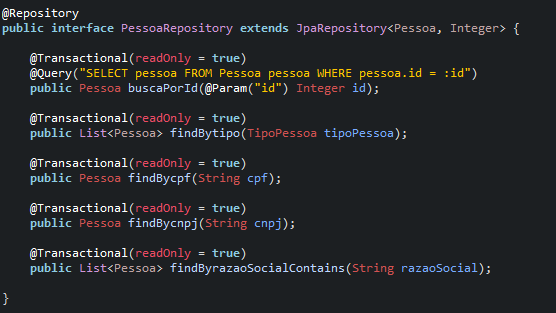 @Repository
public interface PessoaRepository extends JpaRepository<Pessoa, Integer> {
@Transactional(readOnly = true)
@Query("SELECT pessoa FROM Pessoa pessoa WHERE pessoa.id = :id")
public Pessoa buscaPorId(@Param("id") Integer id);
@Transactional(readOnly = true)
public List<Pessoa> findBytipo(TipoPessoa tipoPessoa);
@Transactional(readOnly = true)
public Pessoa findBycpf(String cpf);
@Transactional(readOnly = true)
public Pessoa findBycnpj(String cnpj);
@Transactional(readOnly = true)
public List<Pessoa> findByrazaoSocialContains(String razaoSocial);
}